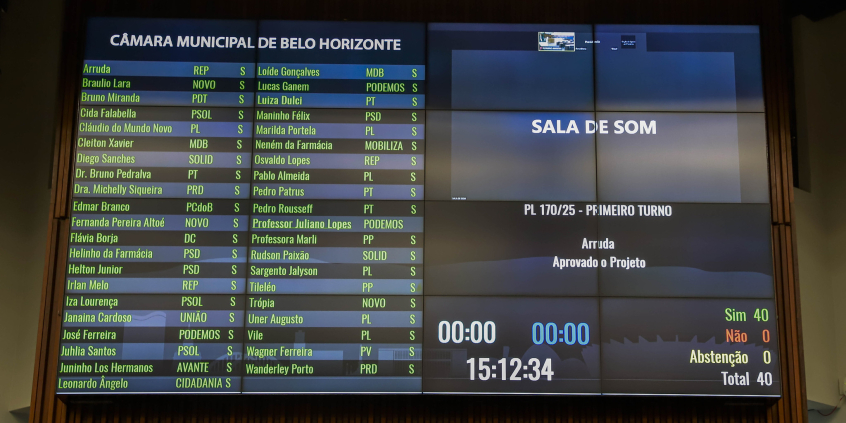 CÂMARA MUNICIPAL DE BELO HORIZONTE
Arruda REP S
Braulio Lara NOVO S
Bruno Miranda PDT S
Cida Falabella PSOL S
Cláudio do Mundo Novo PL S
Cleiton Xavier MDB S
Diego Sanches SOLID S
Dr. Bruno Pedralva PT S
Dra. Michelly Siqueira PRD S
Edmar Branco PCdoB S
Fernanda Pereira Altoé NOVO S
Flávia Borja DC S
Helinho da Farmácia PSD S
Helton Junior PSD S
Irlan Melo REP S
Iza Lourença PSOL S
Janaina Cardoso UNIÃO S
José Ferreira PODEMOS S
Juhlia Santos PSOL S
Juninho Los Hermanos AVANTE S
Leonardo Ângelo CIDADANIA S
Loíde Gonçalves MDB S
Lucas Ganem PODEMOS S
Luiza Dulci PT S
Maninho Félix PSD S
Marilda Portela PL S
Neném da Farmácia MOBILIZA S
Osvaldo Lopes REP S
Pablo Almeida PL S
Pedro Patrus PT S
Pedro Rousseff PT S
Professor Juliano Lopes PODEMOS
Professora Marli PP S
Rudson Paixão SOLID S
Sargento Jalyson PL S
Tileléo PP S
Trópia NOVO S
Uner Augusto PL S
Vile PL S
Wagner Ferreira PV S
Wanderley Porto PRD S
SALA DE SOM
PL 170/25 - PRIMEIRO TURNO
Arruda
Aprovado o Projeto
00:00 00:00
15:12:34
Sim 40
Não 0
Abstenção 0
Total 40